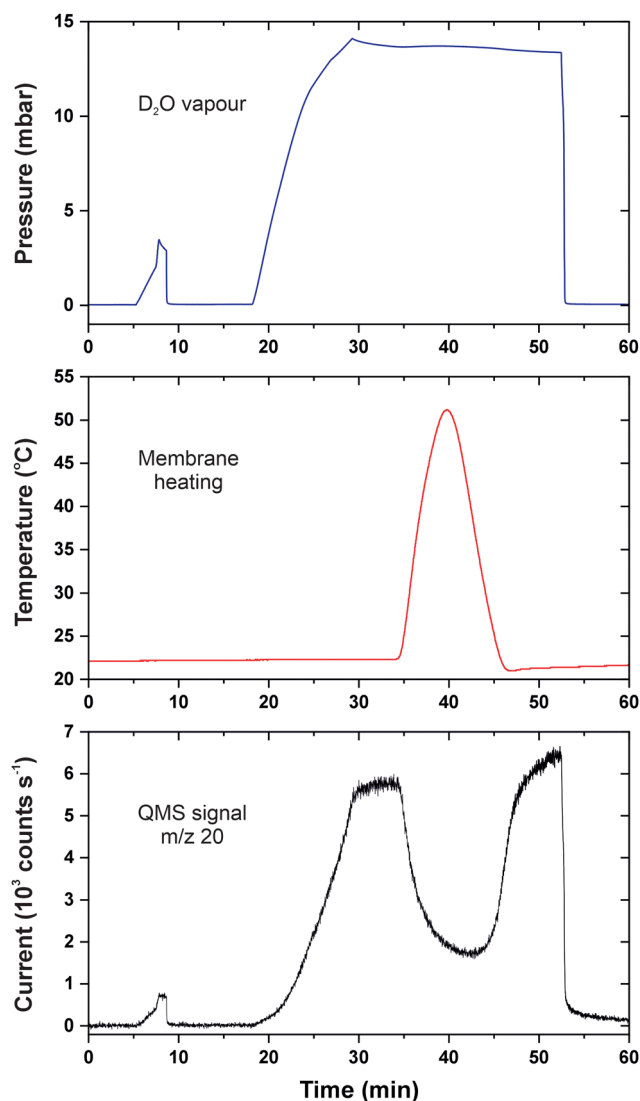 Pressure (mbar)
15
10
5
0
D₂O vapour
0 10 20 30 40 50 60
Temperature (°C)
55
50
45
40
35
30
25
20
Membrane
heating
0 10 20 30 40 50 60
Current (10³ counts s⁻¹)
7
6
5
4
3
2
1
0
QMS signal
m/z 20
0 10 20 30 40 50 60
Time (min)